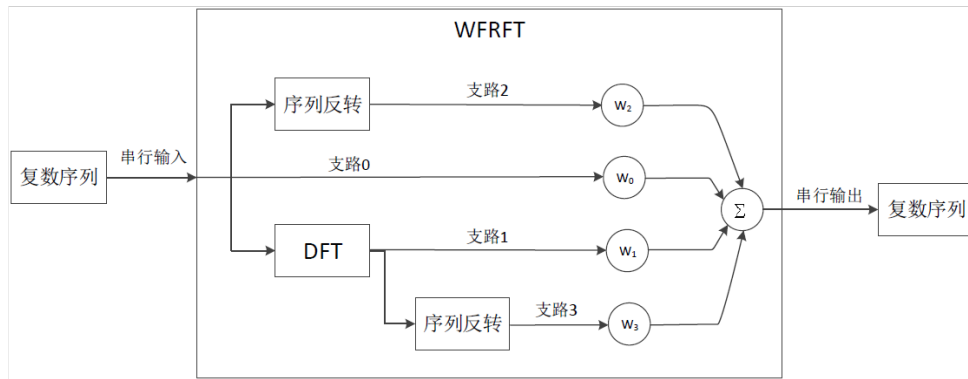 WFRFT
序列反转
支路2
W₂
复数序列
串行输入
支路0
W₀
Σ
串行输出
复数序列
DFT
支路1
W₁
序列反转
支路3
W₃